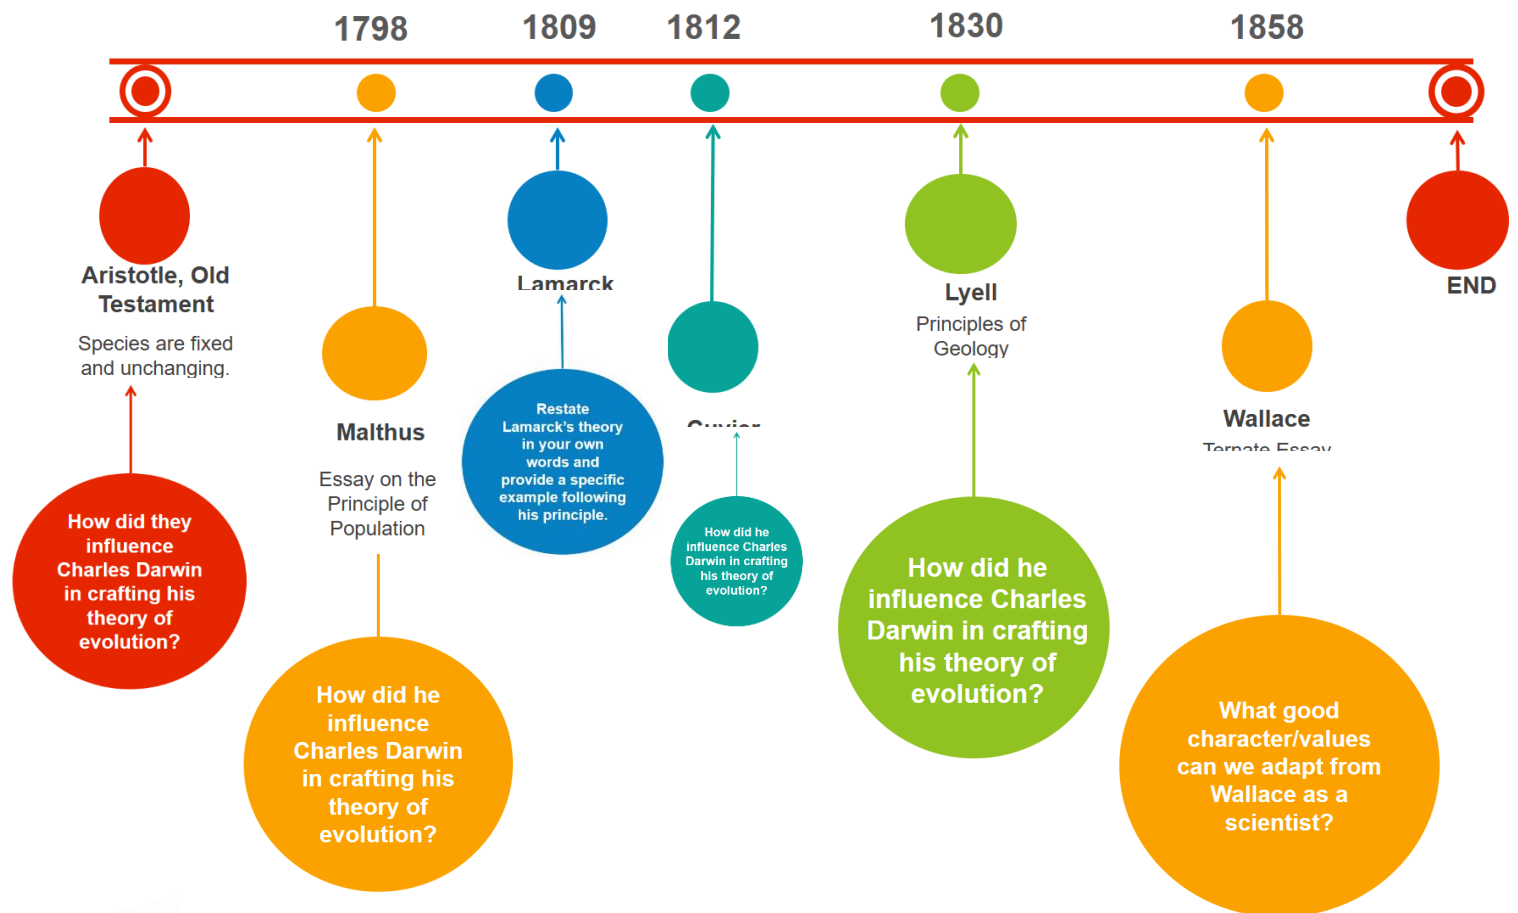 1798
1809
1812
1830
1858
Aristotle, Old
Testament
Species are fixed
and unchanging.
How did they
influence
Charles Darwin
in crafting his
theory of
evolution?
Malthus
Essay on the
Principle of
Population
How did he
influence
Charles Darwin
in crafting his
theory of
evolution?
Lamarck
Restate
Lamarck's theory
in your own
words and
provide a specific
example following
his principle.
Cuvier
How did he
influence Charles
Darwin in crafting
his theory of
evolution?
Lyell
Principles of
Geology
How did he
influence Charles
Darwin in crafting
his theory of
evolution?
Wallace
Ternate Essay
What good
character/values
can we adapt from
Wallace as a
scientist?
END